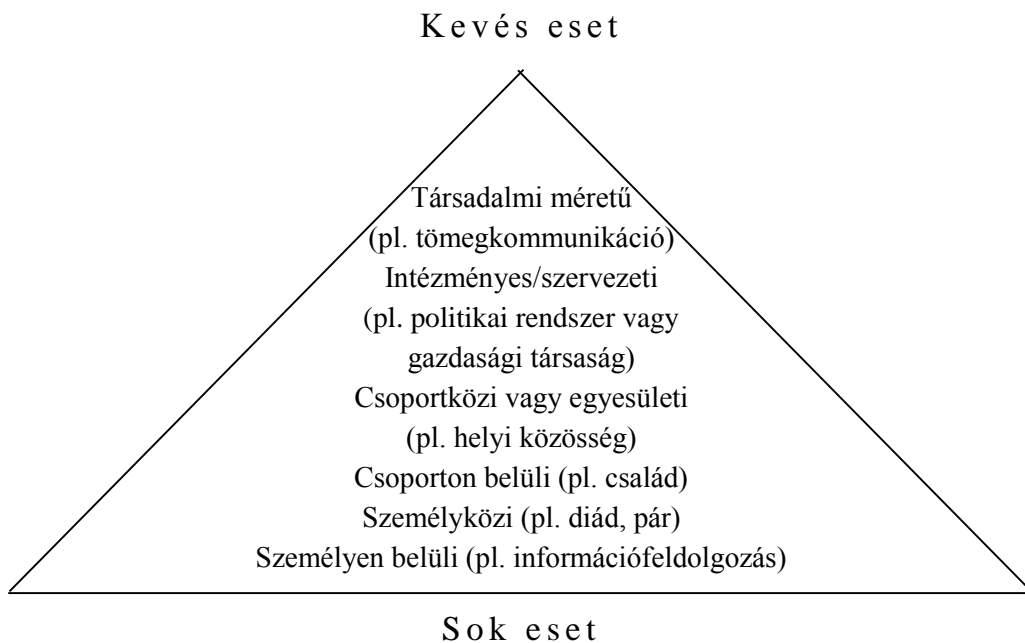 Kevés eset
Társadalmi méretű
(pl. tömegkommunikáció)
Intézményes/szervezeti
(pl. politikai rendszer vagy
gazdasági társaság)
Csoportközi vagy egyesületi
(pl. helyi közösség)
Csoporton belüli (pl. család)
Személyközi (pl. diád, pár)
Személyen belüli (pl. információfeldolgozás)
Sok eset